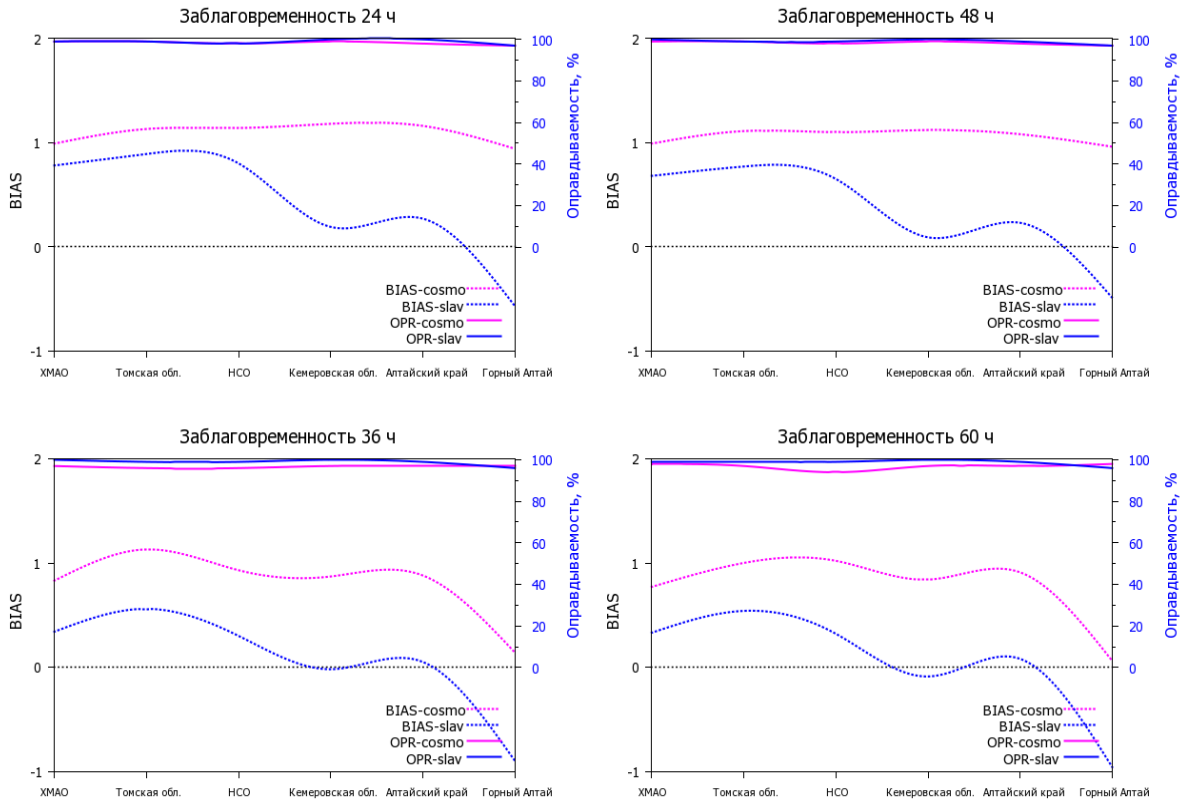 Заблаговременность 24 ч
2
1
0
-1
BIAS
100
80
60
40
20
0
Оправдываемость, %
BIAS-cosmo
BIAS-slav
OPR-cosmo
OPR-slav
ХМАО Томская обл. НСО Кемеровская обл. Алтайский край Горный Алтай
Заблаговременность 48 ч
2
1
0
-1
BIAS
100
80
60
40
20
0
Оправдываемость, %
BIAS-cosmo
BIAS-slav
OPR-cosmo
OPR-slav
ХМАО Томская обл. НСО Кемеровская обл. Алтайский край Горный Алтай
Заблаговременность 36 ч
2
1
0
-1
BIAS
100
80
60
40
20
0
Оправдываемость, %
BIAS-cosmo
BIAS-slav
OPR-cosmo
OPR-slav
ХМАО Томская обл. НСО Кемеровская обл. Алтайский край Горный Алтай
Заблаговременность 60 ч
2
1
0
-1
BIAS
100
80
60
40
20
0
Оправдываемость, %
BIAS-cosmo
BIAS-slav
OPR-cosmo
OPR-slav
ХМАО Томская обл. НСО Кемеровская обл. Алтайский край Горный Алтай